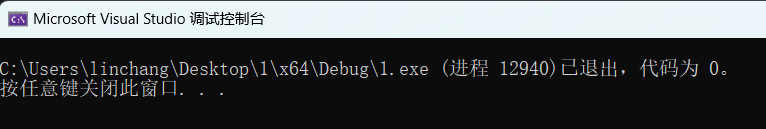 Microsoft Visual Studio 调试控制台
C:\Users\linchang\Desktop\1\x64\Debug\1.exe (进程 12940)已退出，代码为 0。
按任意键关闭此窗口. . .